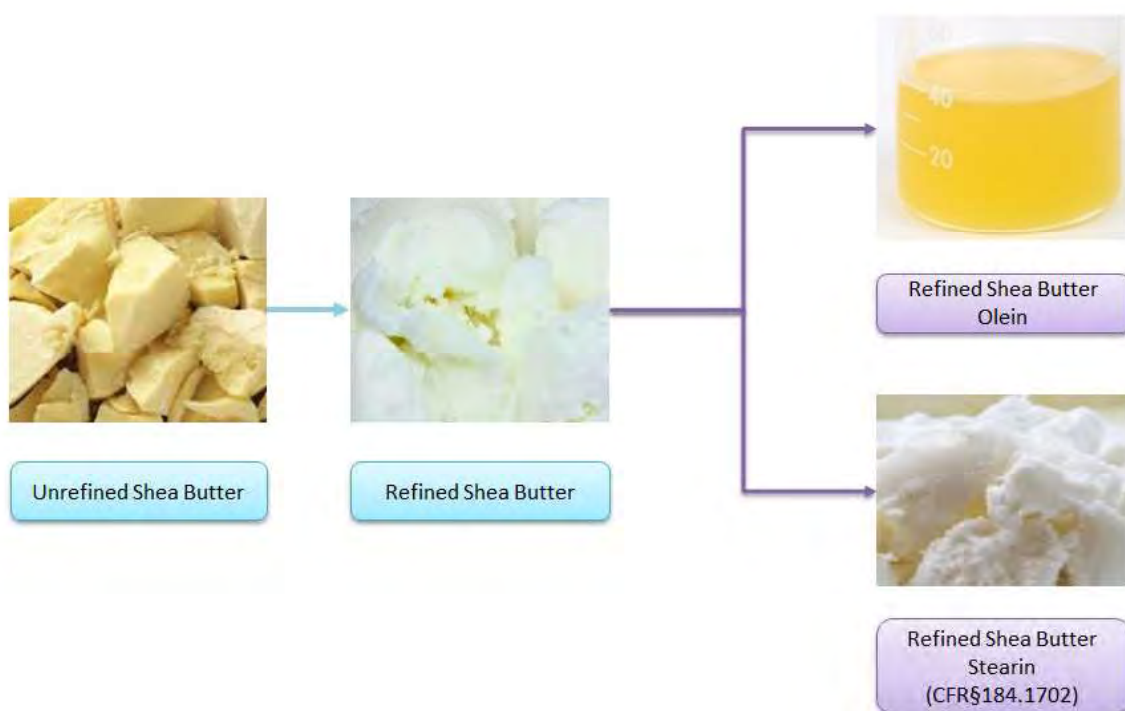 60
40
20
Refined Shea Butter
Olein
Unrefined Shea Butter
Refined Shea Butter
Refined Shea Butter
Stearin
(CFR§184.1702)